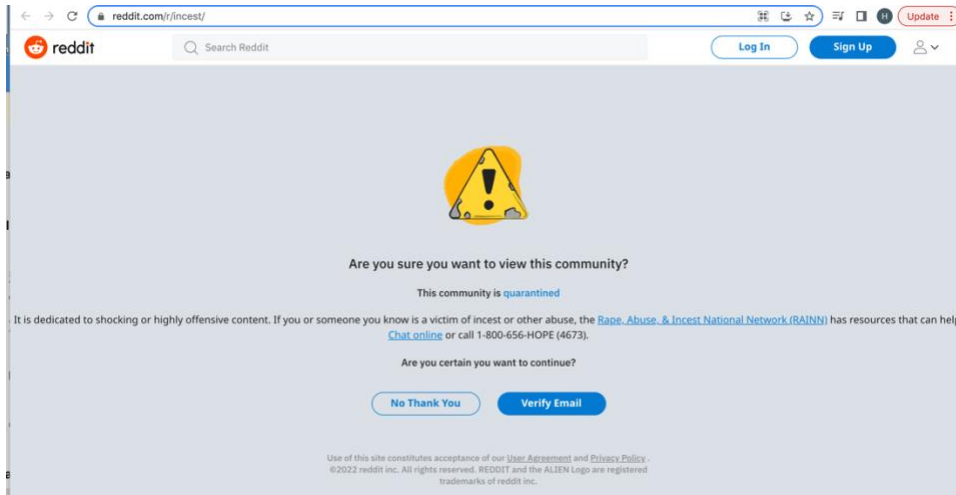 reddit.com/r/incest/
Update
reddit
Search Reddit
Log In
Sign Up
Are you sure you want to view this community?
This community is quarantined
It is dedicated to shocking or highly offensive content. If you or someone you know is a victim of incest or other abuse, the Rape, Abuse, & Incest National Network (RAINN) has resources that can help
Chat online or call 1-800-656-HOPE (4673).
Are you certain you want to continue?
No Thank You
Verify Email
Use of this site constitutes acceptance of our User Agreement and Privacy Policy .
©2022 reddit inc. All rights reserved. REDDIT and the ALIEN Logo are registered
trademarks of reddit inc.